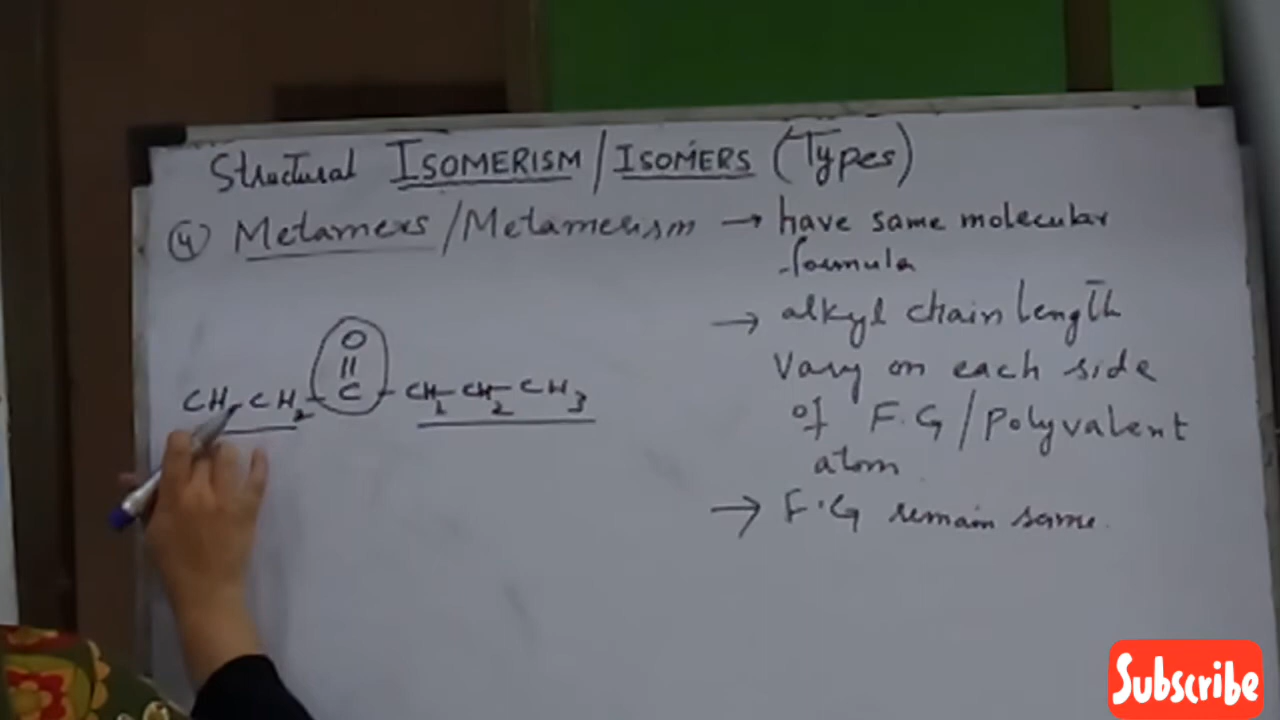 Structural ISOMERISM / ISOMERS (Types)
(4) Metamers / Metamerism → have same molecular
formula
→ alkyl chain length
Vary on each side
of F.G / polyvalent
atom
→ F.G remain same.
O
||
CH3-CH2-C-CH2-CH2-CH3
Subscribe